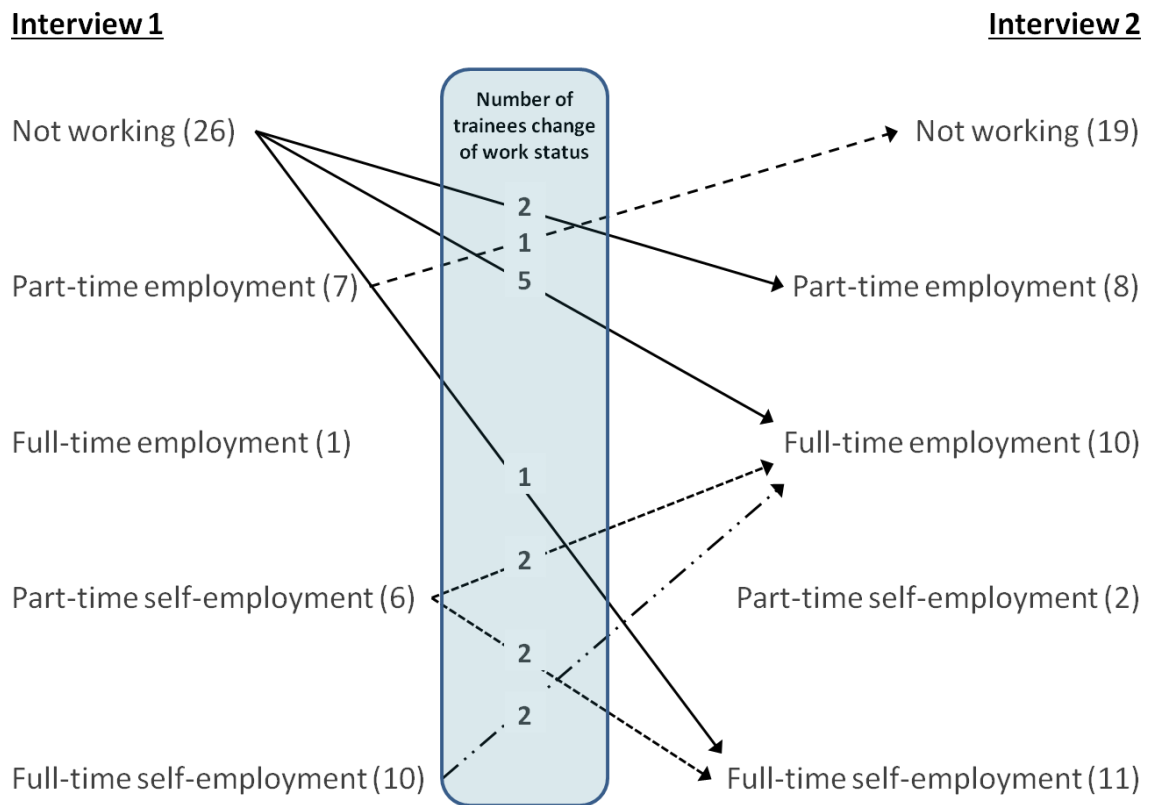 Interview 1
Interview 2
Number of
trainees change
of work status
Not working (26)
Not working (19)
2
1
5
Part-time employment (7)
Part-time employment (8)
Full-time employment (1)
Full-time employment (10)
1
2
Part-time self-employment (6)
Part-time self-employment (2)
2
2
Full-time self-employment (10)
Full-time self-employment (11)